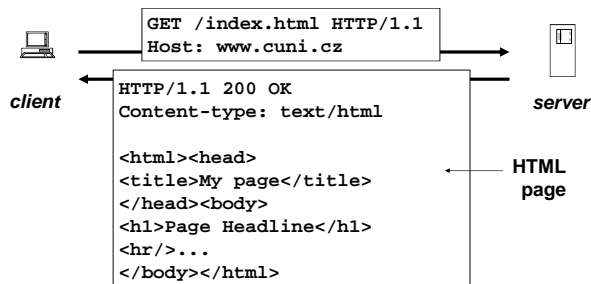 GET /index.html HTTP/1.1
Host: www.cuni.cz
client
server
HTTP/1.1 200 OK
Content-type: text/html
<html><head>
<title>My page</title>
</head><body>
<h1>Page Headline</h1>
<hr/>...
</body></html>
HTML
page